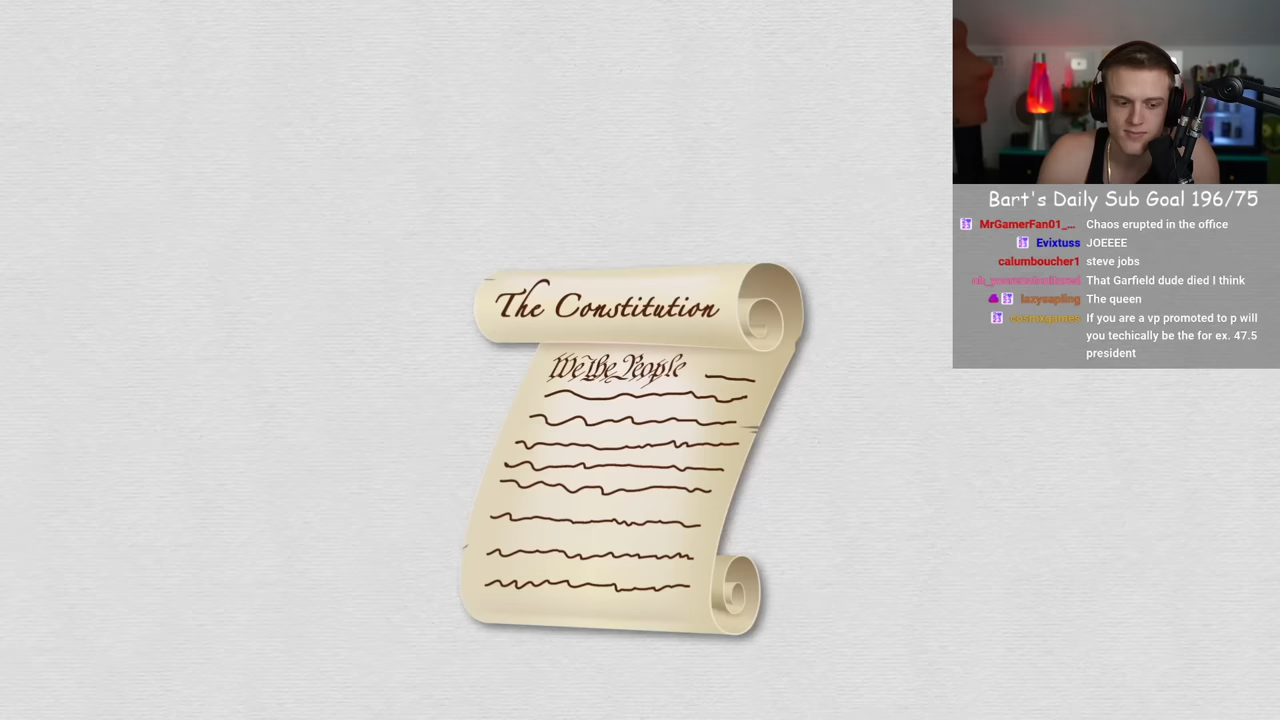 The Constitution
We the People
Bart's Daily Sub Goal 196/75
MrGamerFan01_... Chaos erupted in the office
Evixtuss JOEEEE
calumboucher1 steve jobs
That Garfield dude died I think
lazysapling The queen
cosmixgames If you are a vp promoted to p will
you techically be the for ex. 47.5
president